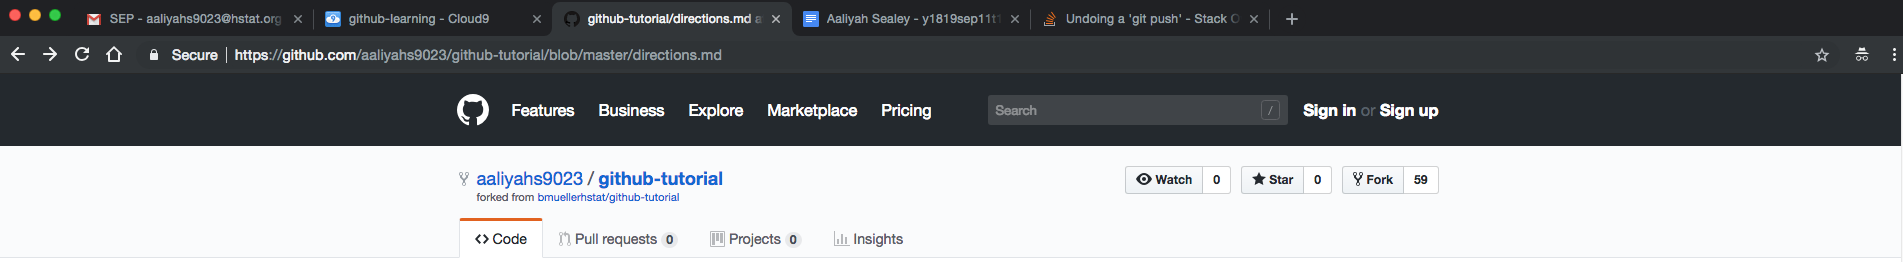 SEP - aaliyahs9023@hstat.org
github-learning - Cloud9
github-tutorial/directions.md a
Aaliyah Sealey - y1819sep11t1
Undoing a 'git push' - Stack O
Secure
https://github.com/aaliyahs9023/github-tutorial/blob/master/directions.md
Features Business Explore Marketplace Pricing
Search /
Sign in or Sign up
aaliyahs9023 / github-tutorial
forked from bmuellerhstat/github-tutorial
Watch 0
Star 0
Fork 59
Code
Pull requests 0
Projects 0
Insights